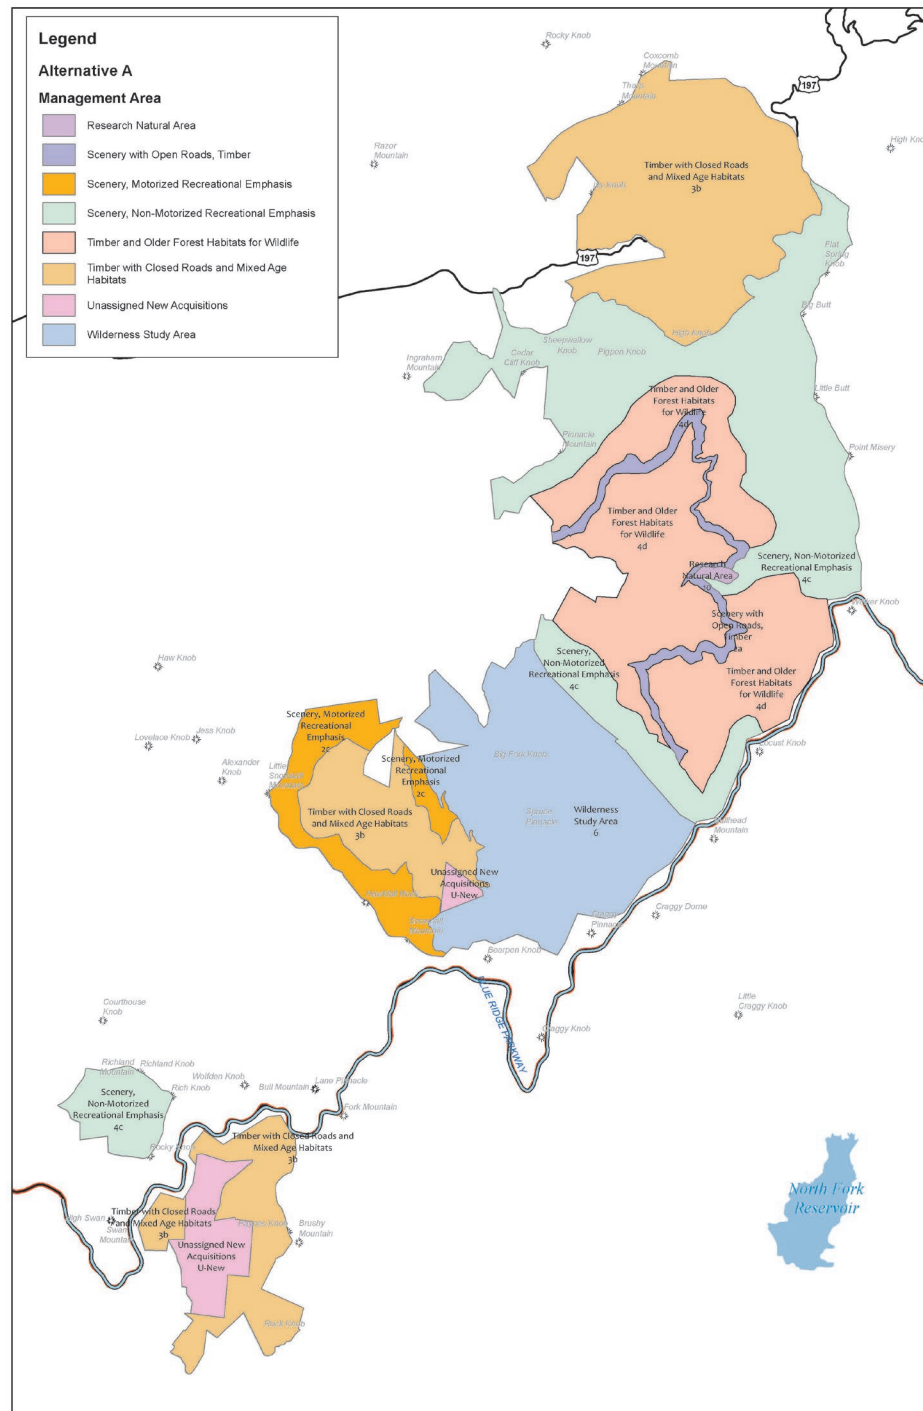 Legend
Alternative A
Management Area
Research Natural Area
Scenery with Open Roads, Timber
Scenery, Motorized Recreational Emphasis
Scenery, Non-Motorized Recreational Emphasis
Timber and Older Forest Habitats for Wildlife
Timber with Closed Roads and Mixed Age
Habitats
Unassigned New Acquisitions
Wilderness Study Area
Rocky Knob
Coxcomb
Mountain
Mountain
197
High Kno
Razor
Mountain
Timber with Closed Roads
and Mixed Age Habitats
3b
197
Flat
Spring
Knob
Big Butt
High Knob
Sheepwallow
Knob
Pigpen Knob
Cedar
Cliff Knob
Ingraham
Mountain
Little Butt
Timber and Older
Forest Habitats
for Wildlife
4d
Pinnacle
Mountain
Point Misery
Timber and Older
Forest Habitats
for Wildlife
4d
Scenery, Non-Motorized
Recreational Emphasis
4c
Research
Natural Area
Knob
Scenery with
Open Roads,
Timber
2a
Scenery,
Non-Motorized
Recreational Emphasis
4c
Timber and Older
Forest Habitats
for Wildlife
4d
Haw Knob
Lovelace Knob
Jesa Knob
Alexander
Knob
Little
Scenery, Motorized
Recreational
Emphasis
2c
Scenery, Motorized
Recreational
Emphasis
2c
Big Fork Knob
Locust Knob
Timber with Closed Roads
and Mixed Age Habitats
3b
Pinnacle
Wilderness
Study Area
6
Mountain
Unassigned New
Acquisitions
U-New
Craggy Dome
Craggy
Pinnacle
Bearpen Knob
BLUE RIDGE PARKWAY
Little
Craggy Knob
Craggy Knob
Courthouse
Knob
Richland
Mountain
Richland Knob
Rich Knob
Wolfden Knob
Bull Mountain
Lane Pinnacle
Fork Mountain
Scenery,
Non-Motorized
Recreational Emphasis
4c
Rocky Knob
Timber with Closed Roads and
Mixed Age Habitats
3b
Timber with Closed Roads
and Mixed Age Habitats
3b
High Swan
Swan
Mountain
Brushy
Mountain
Unassigned New
Acquisitions
U-New
North Fork
Reservoir